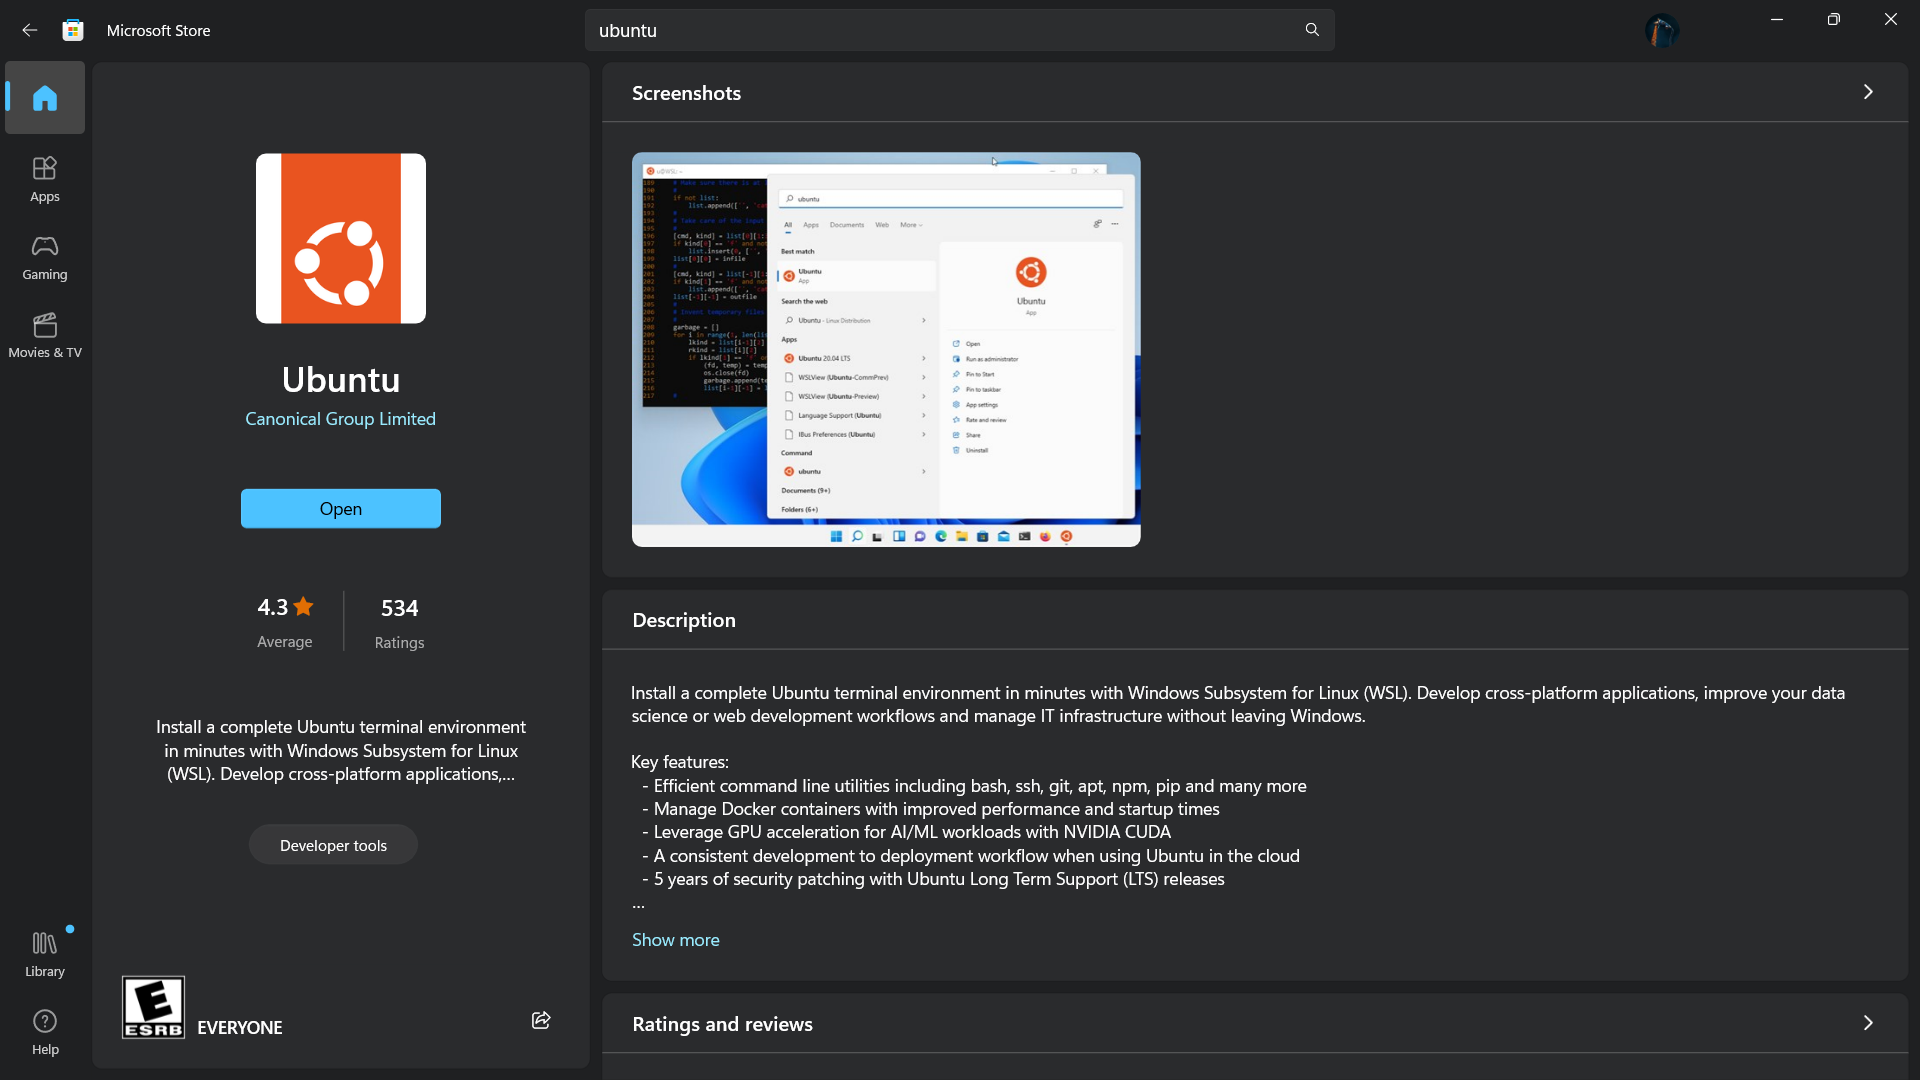 Microsoft Store
ubuntu
Apps
Gaming
Movies & TV
Library
Help
Ubuntu
Canonical Group Limited
Open
4.3
Average
534
Ratings
Install a complete Ubuntu terminal environment
in minutes with Windows Subsystem for Linux
(WSL). Develop cross-platform applications,...
Developer tools
E
ESRB
EVERYONE
Screenshots
ubuntu
All Apps Documents Web More
Best match
Ubuntu
App
Search the web
Ubuntu - Linux Distribution
Apps
Ubuntu 20.04 LTS
WSLView (Ubuntu-CommPrev)
WSLView (Ubuntu-Preview)
Language Support (Ubuntu)
IBus Preferences (Ubuntu)
Command
ubuntu
Documents (9+)
Folders (6+)
Ubuntu
App
Open
Run as administrator
Pin to Start
Pin to taskbar
App settings
Rate and review
Share
Uninstall
Description
Install a complete Ubuntu terminal environment in minutes with Windows Subsystem for Linux (WSL). Develop cross-platform applications, improve your data
science or web development workflows and manage IT infrastructure without leaving Windows.
Key features:
- Efficient command line utilities including bash, ssh, git, apt, npm, pip and many more
- Manage Docker containers with improved performance and startup times
- Leverage GPU acceleration for AI/ML workloads with NVIDIA CUDA
- A consistent development to deployment workflow when using Ubuntu in the cloud
- 5 years of security patching with Ubuntu Long Term Support (LTS) releases
...
Show more
Ratings and reviews